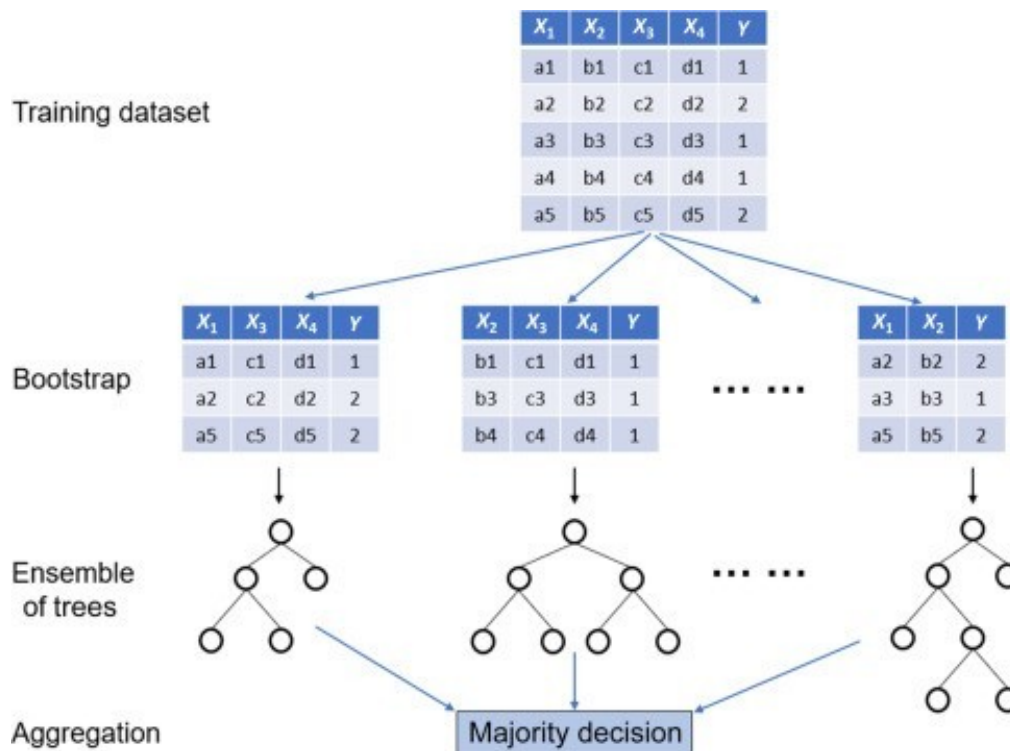 X1 X2 X3 X4 Y
a1 b1 c1 d1 1
Training dataset
a2 b2 c2 d2 2
a3 b3 c3 d3 1
a4 b4 c4 d4 1
a5 b5 c5 d5 2
Bootstrap
X1 X3 X4 Y
a1 c1 d1 1
a2 c2 d2 2
a5 c5 d5 2
X2 X3 X4 Y
b1 c1 d1 1
b3 c3 d3 1
b4 c4 d4 1
... ...
X1 X2 Y
a2 b2 2
a3 b3 1
a5 b5 2
Ensemble
of trees
... ...
Aggregation
Majority decision